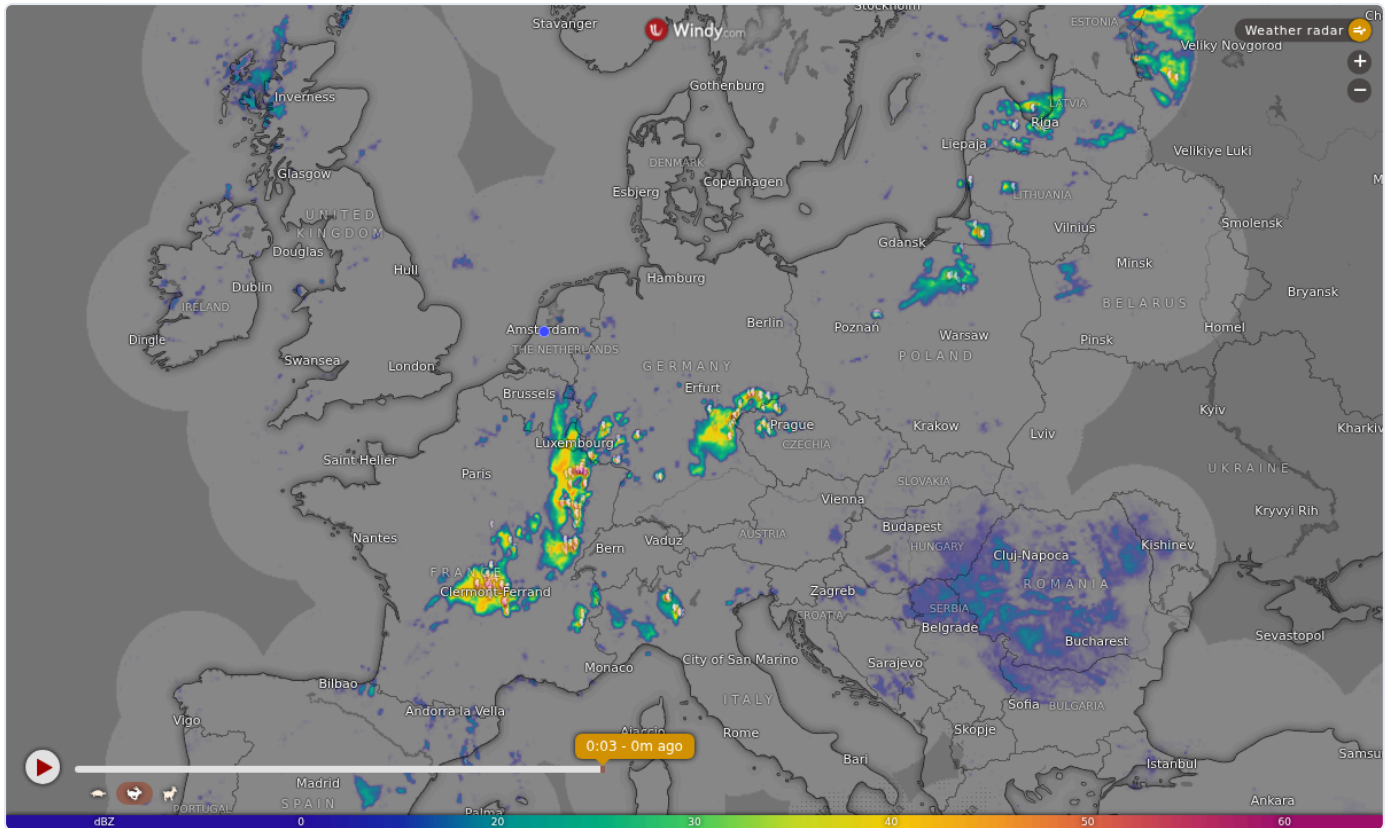 Stavanger
Windy.com
ESTONIA
Weather radar
Veliky Novgorod
+
−
Gothenburg
Inverness
LATVIA
Riga
Liepaja
Velikiye Luki
Glasgow
DENMARK
Esbjerg
Copenhagen
LITHUANIA
UNITED
KINGDOM
Vilnius
Smolensk
Douglas
Gdansk
Hull
Minsk
Hamburg
Dublin
IRELAND
Bryansk
BELARUS
Dingle
Amsterdam
Berlin
Poznań
Warsaw
Homel
Pinsk
THE NETHERLANDS
POLAND
Swansea
London
GERMANY
Brussels
Erfurt
Kyiv
Prague
Krakow
Lviv
Kharkiv
Luxembourg
CZECHIA
Saint Helier
Paris
UKRAINE
SLOVAKIA
Vienna
Kryvyi Rih
Nantes
Bern
Vaduz
AUSTRIA
Budapest
HUNGARY
Cluj-Napoca
Kishinev
FRANCE
Clermont-Ferrand
Zagreb
ROMANIA
CROATIA
SERBIA
Belgrade
Bucharest
Sevastopol
Monaco
City of San Marino
Sarajevo
Bilbao
ITALY
Andorra la Vella
Sofia
BULGARIA
Vigo
Ajaccio
Rome
Skopje
0:03 - 0m ago
Bari
Istanbul
Samsu
Madrid
SPAIN
PORTUGAL
Palma
Ankara
dBZ 0 20 30 40 50 60